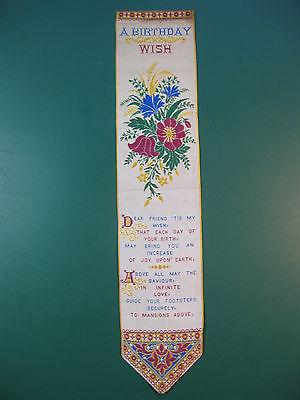 A BIRTHDAY
WISH
DEAR FRIEND 'TIS MY
WISH,
THAT EACH DAY OF
YOUR BIRTH,
MAY BRING YOU AN
INCREASE
OF JOY UPON EARTH,
ABOVE ALL MAY THE
SAVIOUR,
IN INFINITE
LOVE,
GUIDE YOUR FOOTSTEPS
SECURELY,
TO MANSIONS ABOVE,